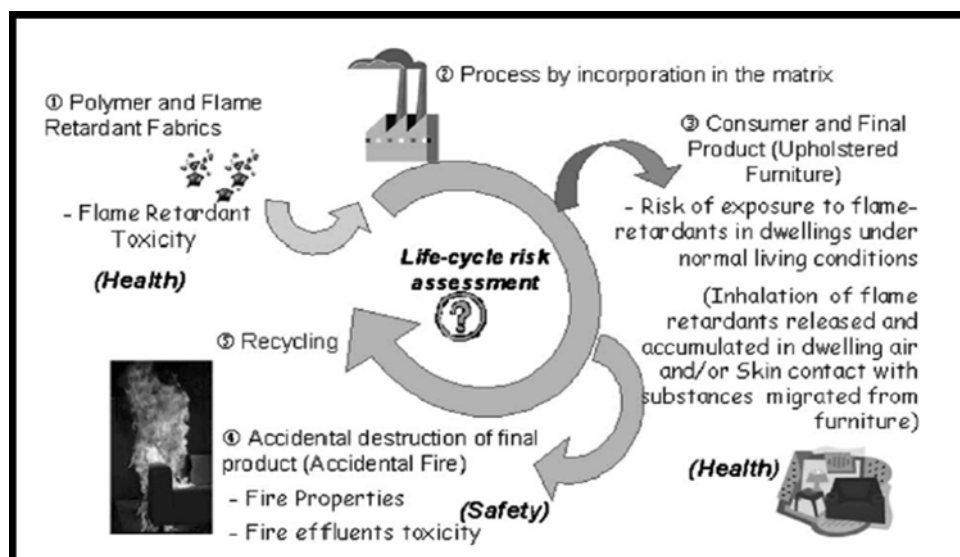 ① Polymer and Flame
Retardant Fabrics
- Flame Retardant
Toxicity
(Health)
② Process by incorporation in the matrix
③ Consumer and Final
Product (Upholstered
Furniture)
- Risk of exposure to flame-
retardants in dwellings under
normal living conditions
(Inhalation of flame
retardants released and
accumulated in dwelling air
and/or Skin contact with
substances migrated from
furniture)
(Health)
Life-cycle risk
assessment
?
④ Accidental destruction of final
product (Accidental Fire)
- Fire Properties
- Fire effluents toxicity
(Safety)
⑤ Recycling